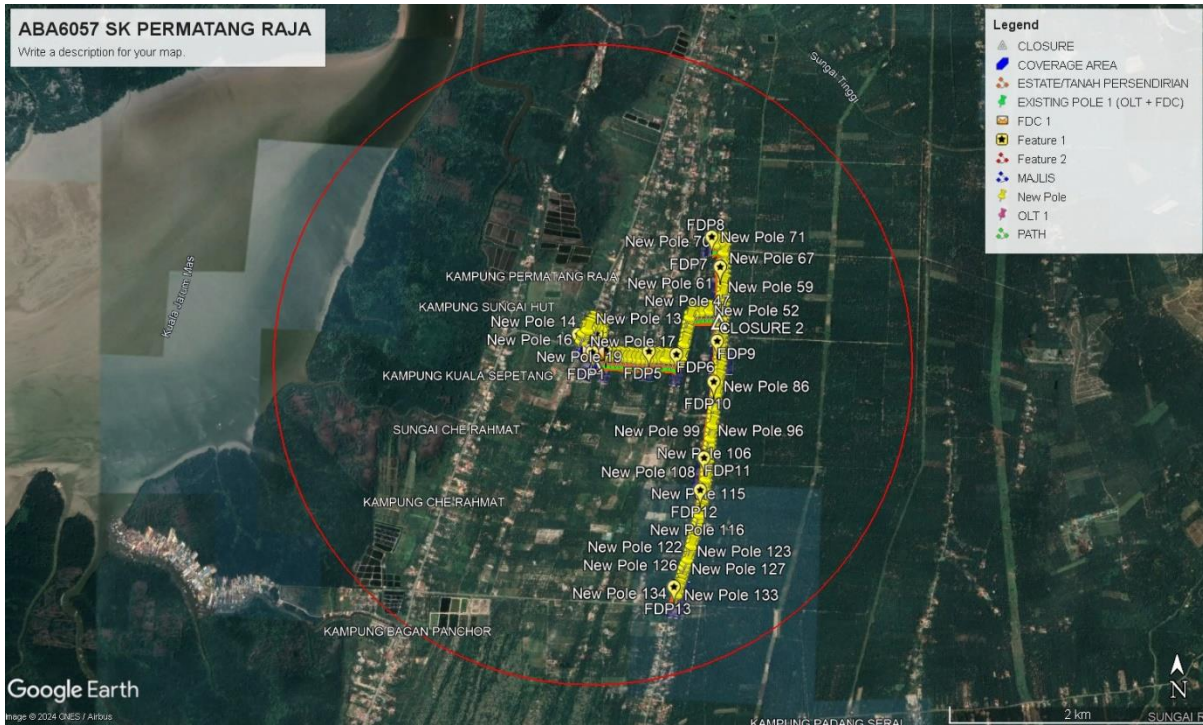 ABA6057 SK PERMATANG RAJA
Write a description for your map.
Legend
CLOSURE
COVERAGE AREA
ESTATE/TANAH PERSENDIRIAN
EXISTING POLE 1 (OLT + FDC)
FDC 1
Feature 1
Feature 2
MAJLIS
New Pole
OLT 1
PATH
Sungai Tinggi
Kuala Jarum Mas
FDP8
New Pole 70
New Pole 71
FDP7
New Pole 67
KAMPUNG PERMATANG RAJA
New Pole 61
New Pole 59
KAMPUNG SUNGAI HUT
New Pole 47
New Pole 52
New Pole 14
New Pole 13
CLOSURE 2
New Pole 16
New Pole 17
New Pole 19
FDP9
KAMPUNG KUALA SEPETANG
FDP1
FDP5
FDP6
New Pole 86
FDP10
SUNGAI CHE RAHMAT
New Pole 99
New Pole 96
New Pole 106
New Pole 108
FDP11
KAMPUNG CHE RAHMAT
New Pole 115
FDP12
New Pole 116
New Pole 122
New Pole 123
New Pole 126
New Pole 127
New Pole 134
New Pole 133
FDP13
KAMPUNG BAGAN PANCHOR
Google Earth
Image © 2024 CNES / Airbus
N
2 km
KAMPUNG PADANG SERAI